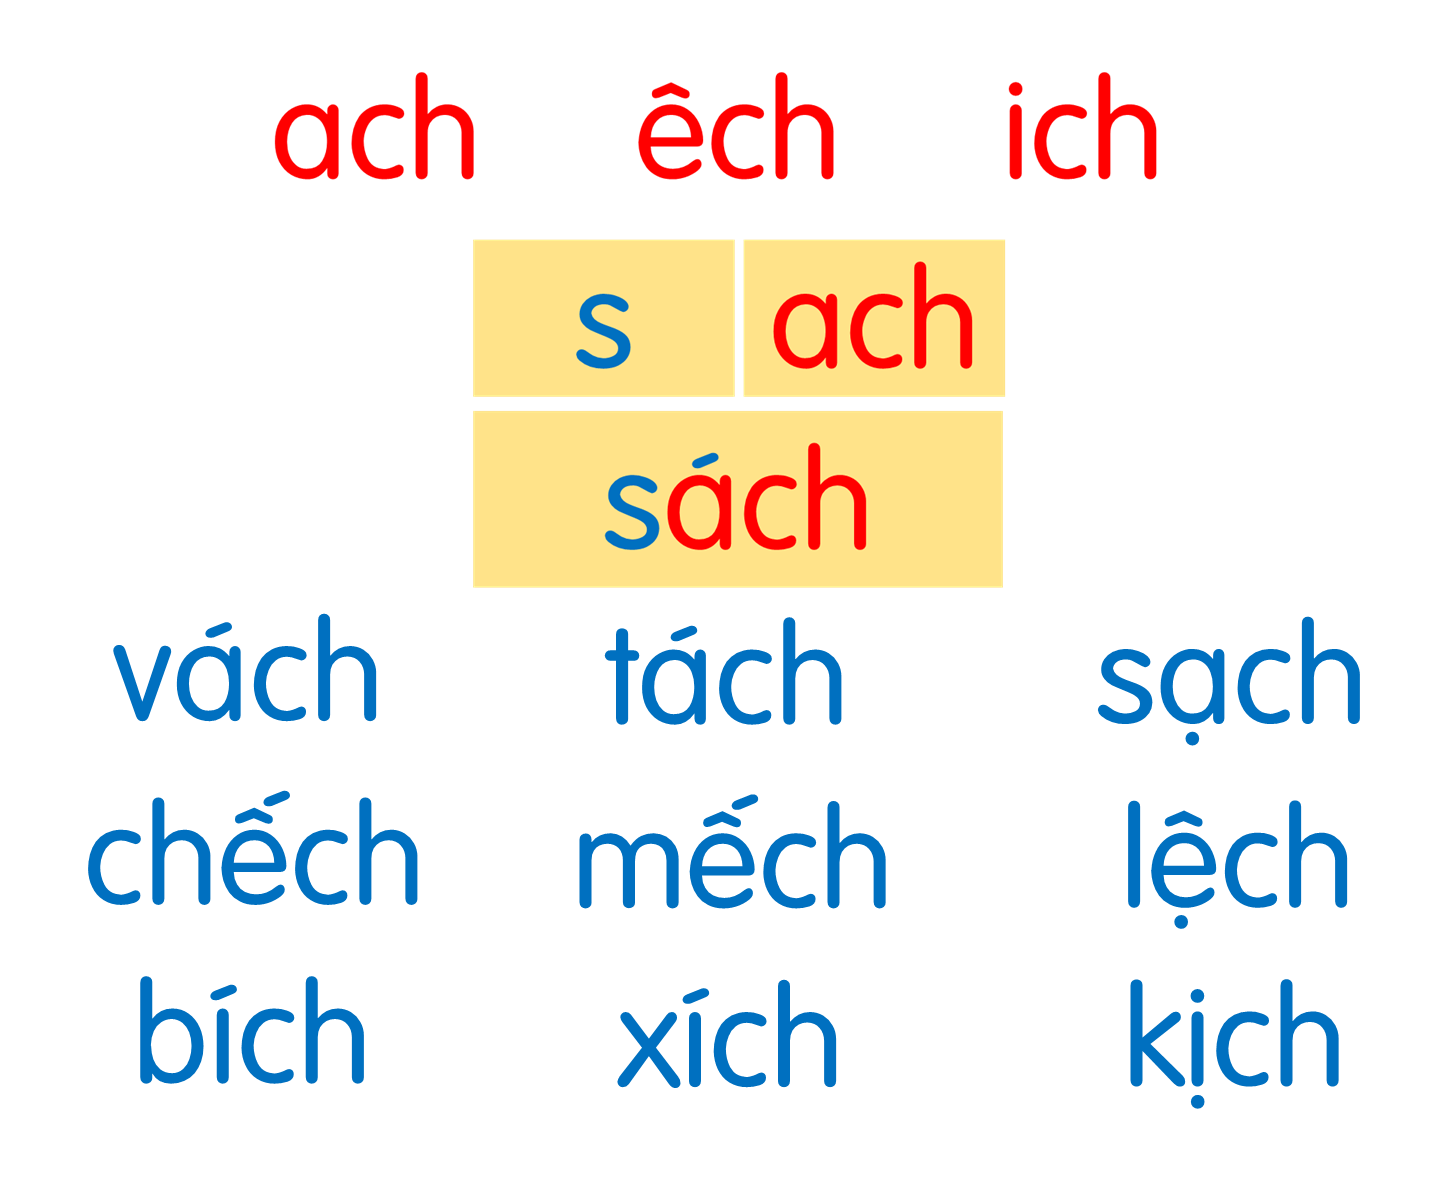 ach êch ich
s ach
sách
vách tách sạch
chếch mếch lệch
bích xích kịch